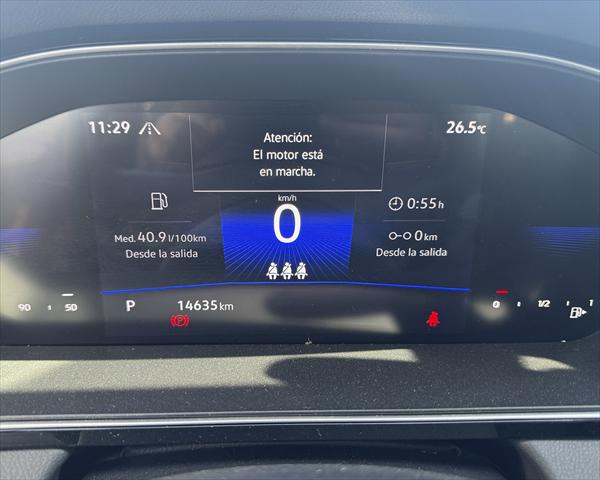 11:29
26.5°C
Atención:
El motor está
en marcha.
km/h
0
0:55 h
Med. 40.9 l/100km
Desde la salida
0 km
Desde la salida
90 50
P
14635 km
(P)
0 1/2 1